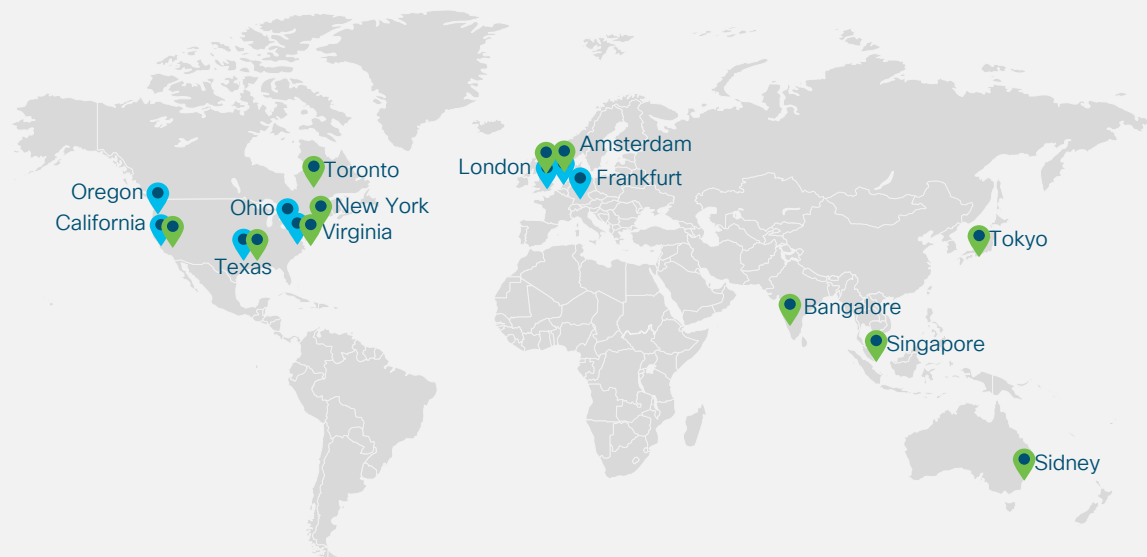 Amsterdam
London
Toronto
Frankfurt
Oregon
Ohio
New York
California
Virginia
Tokyo
Texas
Bangalore
Singapore
Sidney